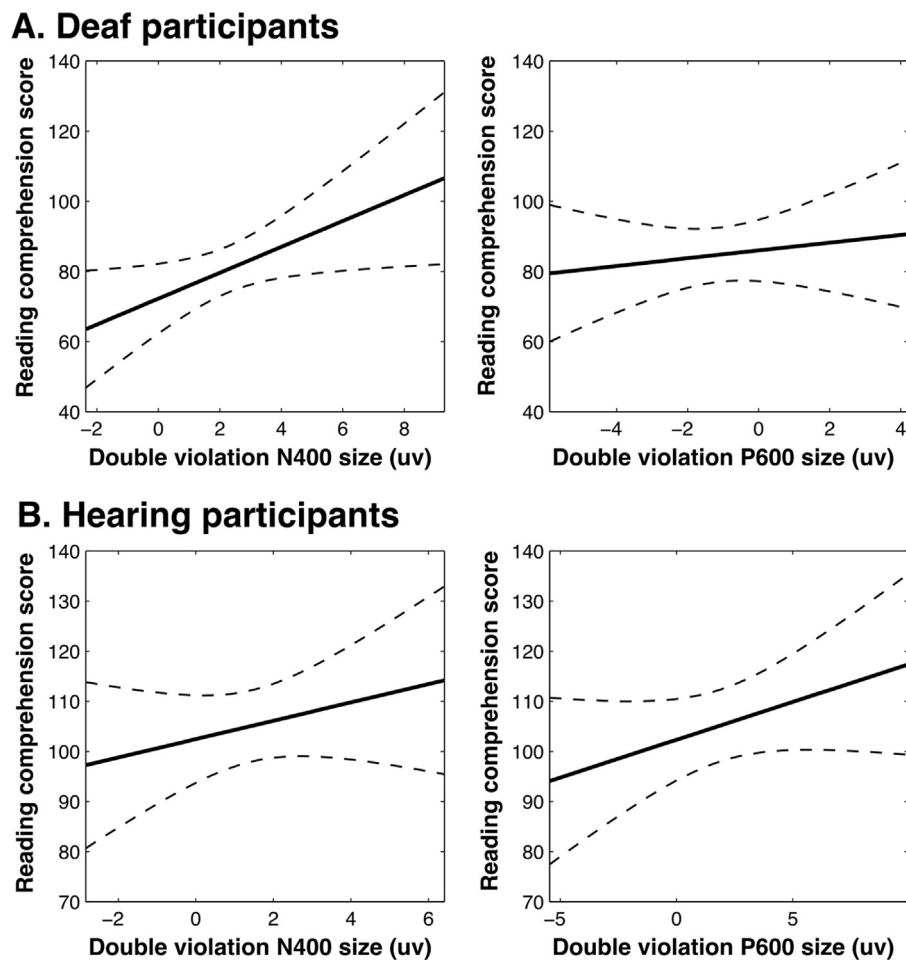 A. Deaf participants
Reading comprehension score
140
120
100
80
60
40
−2 0 2 4 6 8
Double violation N400 size (uv)
Reading comprehension score
140
120
100
80
60
40
−4 −2 0 2 4
Double violation P600 size (uv)
B. Hearing participants
Reading comprehension score
140
130
120
110
100
90
80
70
−2 0 2 4 6
Double violation N400 size (uv)
Reading comprehension score
140
130
120
110
100
90
80
70
−5 0 5
Double violation P600 size (uv)